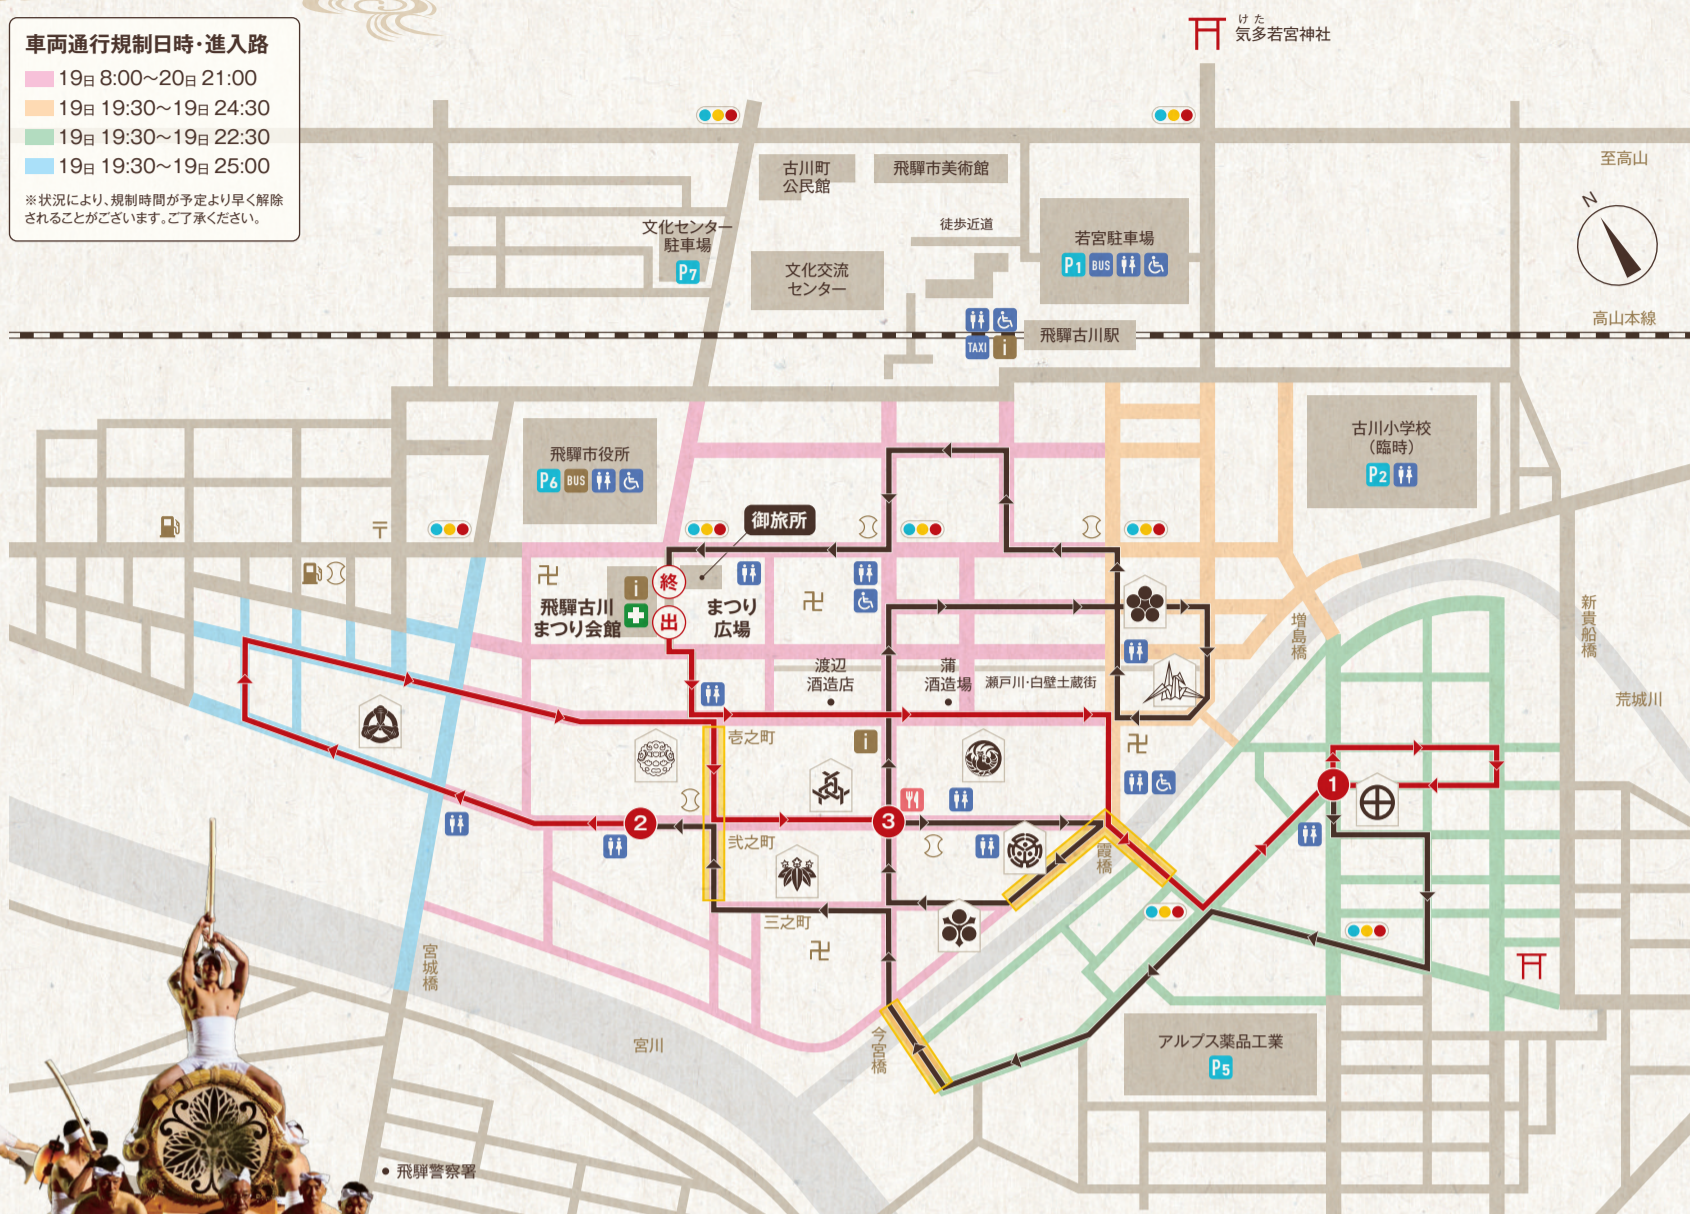 車両通行規制日時・進入路
19日 8:00〜20日 21:00
19日 19:30〜19日 24:30
19日 19:30〜19日 22:30
19日 19:30〜19日 25:00
※状況により、規制時間が予定より早く解除
されることがございます。ご了承ください。
けた
気多若宮神社
至高山
N
高山本線
古川町
公民館
飛騨市美術館
徒歩近道
文化センター
駐車場
P7
文化交流
センター
若宮駐車場
P1 BUS
飛騨古川駅
TAXI i
飛騨市役所
P6 BUS
古川小学校
(臨時)
P2
御旅所
〒
終
i
出
飛騨古川
まつり会館
まつり
広場
増島橋
新貴船橋
荒城川
渡辺
酒造店
蒲
酒造場
瀬戸川・白壁土蔵街
壱之町
i
1
2
3
弐之町
霞橋
三之町
宮城橋
宮川
今宮橋
アルプス薬品工業
P5
飛騨警察署